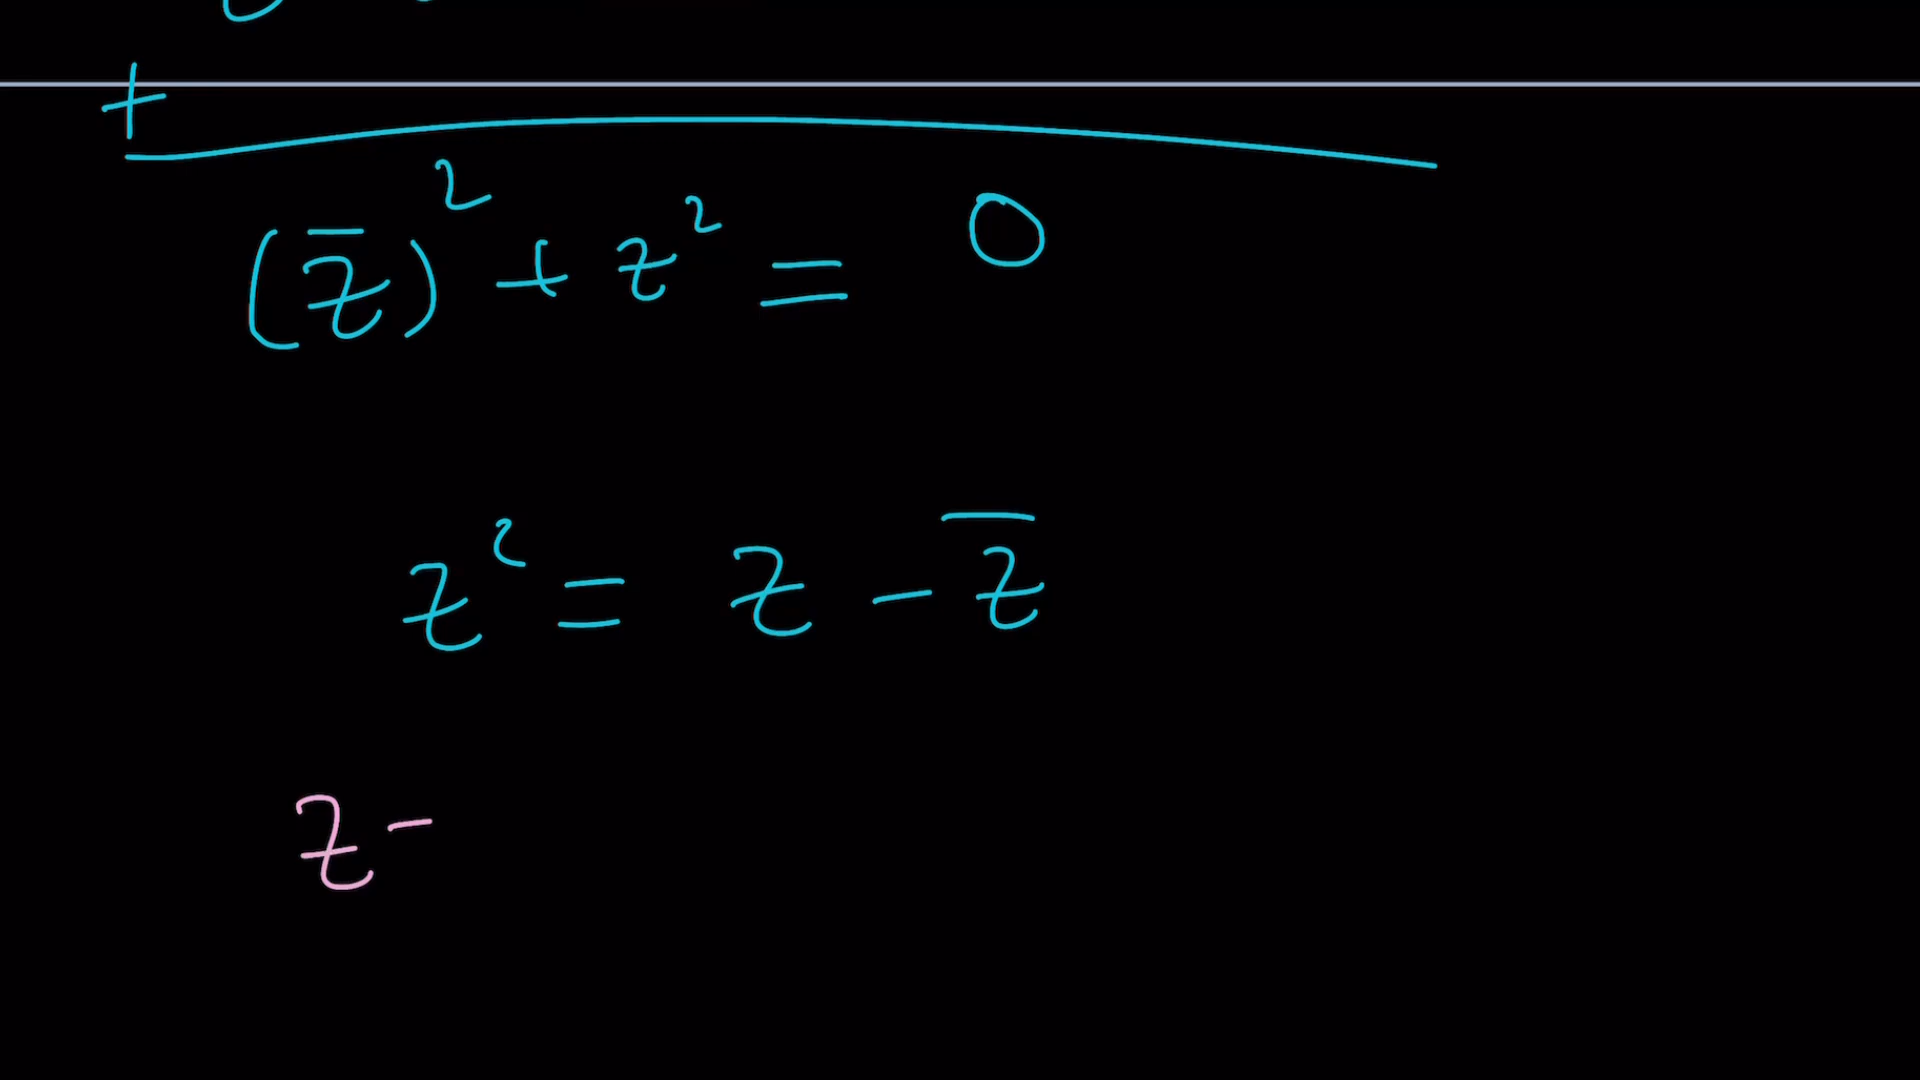 +
(z̅)² + z² = 0
z² = z - z̅
z -